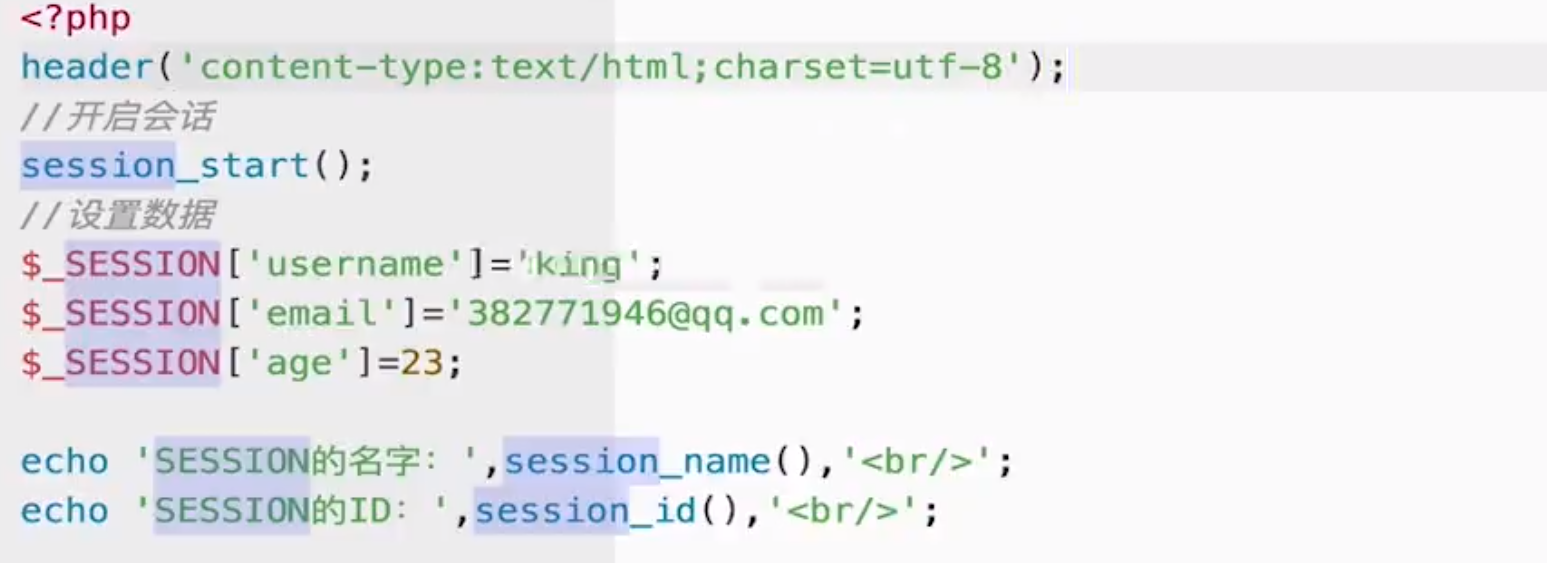 <?php
header('content-type:text/html;charset=utf-8');
//开启会话
session_start();
//设置数据
$_SESSION['username']='king';
$_SESSION['email']='382771946@qq.com';
$_SESSION['age']=23;
echo 'SESSION的名字：',session_name(),'<br/>';
echo 'SESSION的ID：',session_id(),'<br/>';